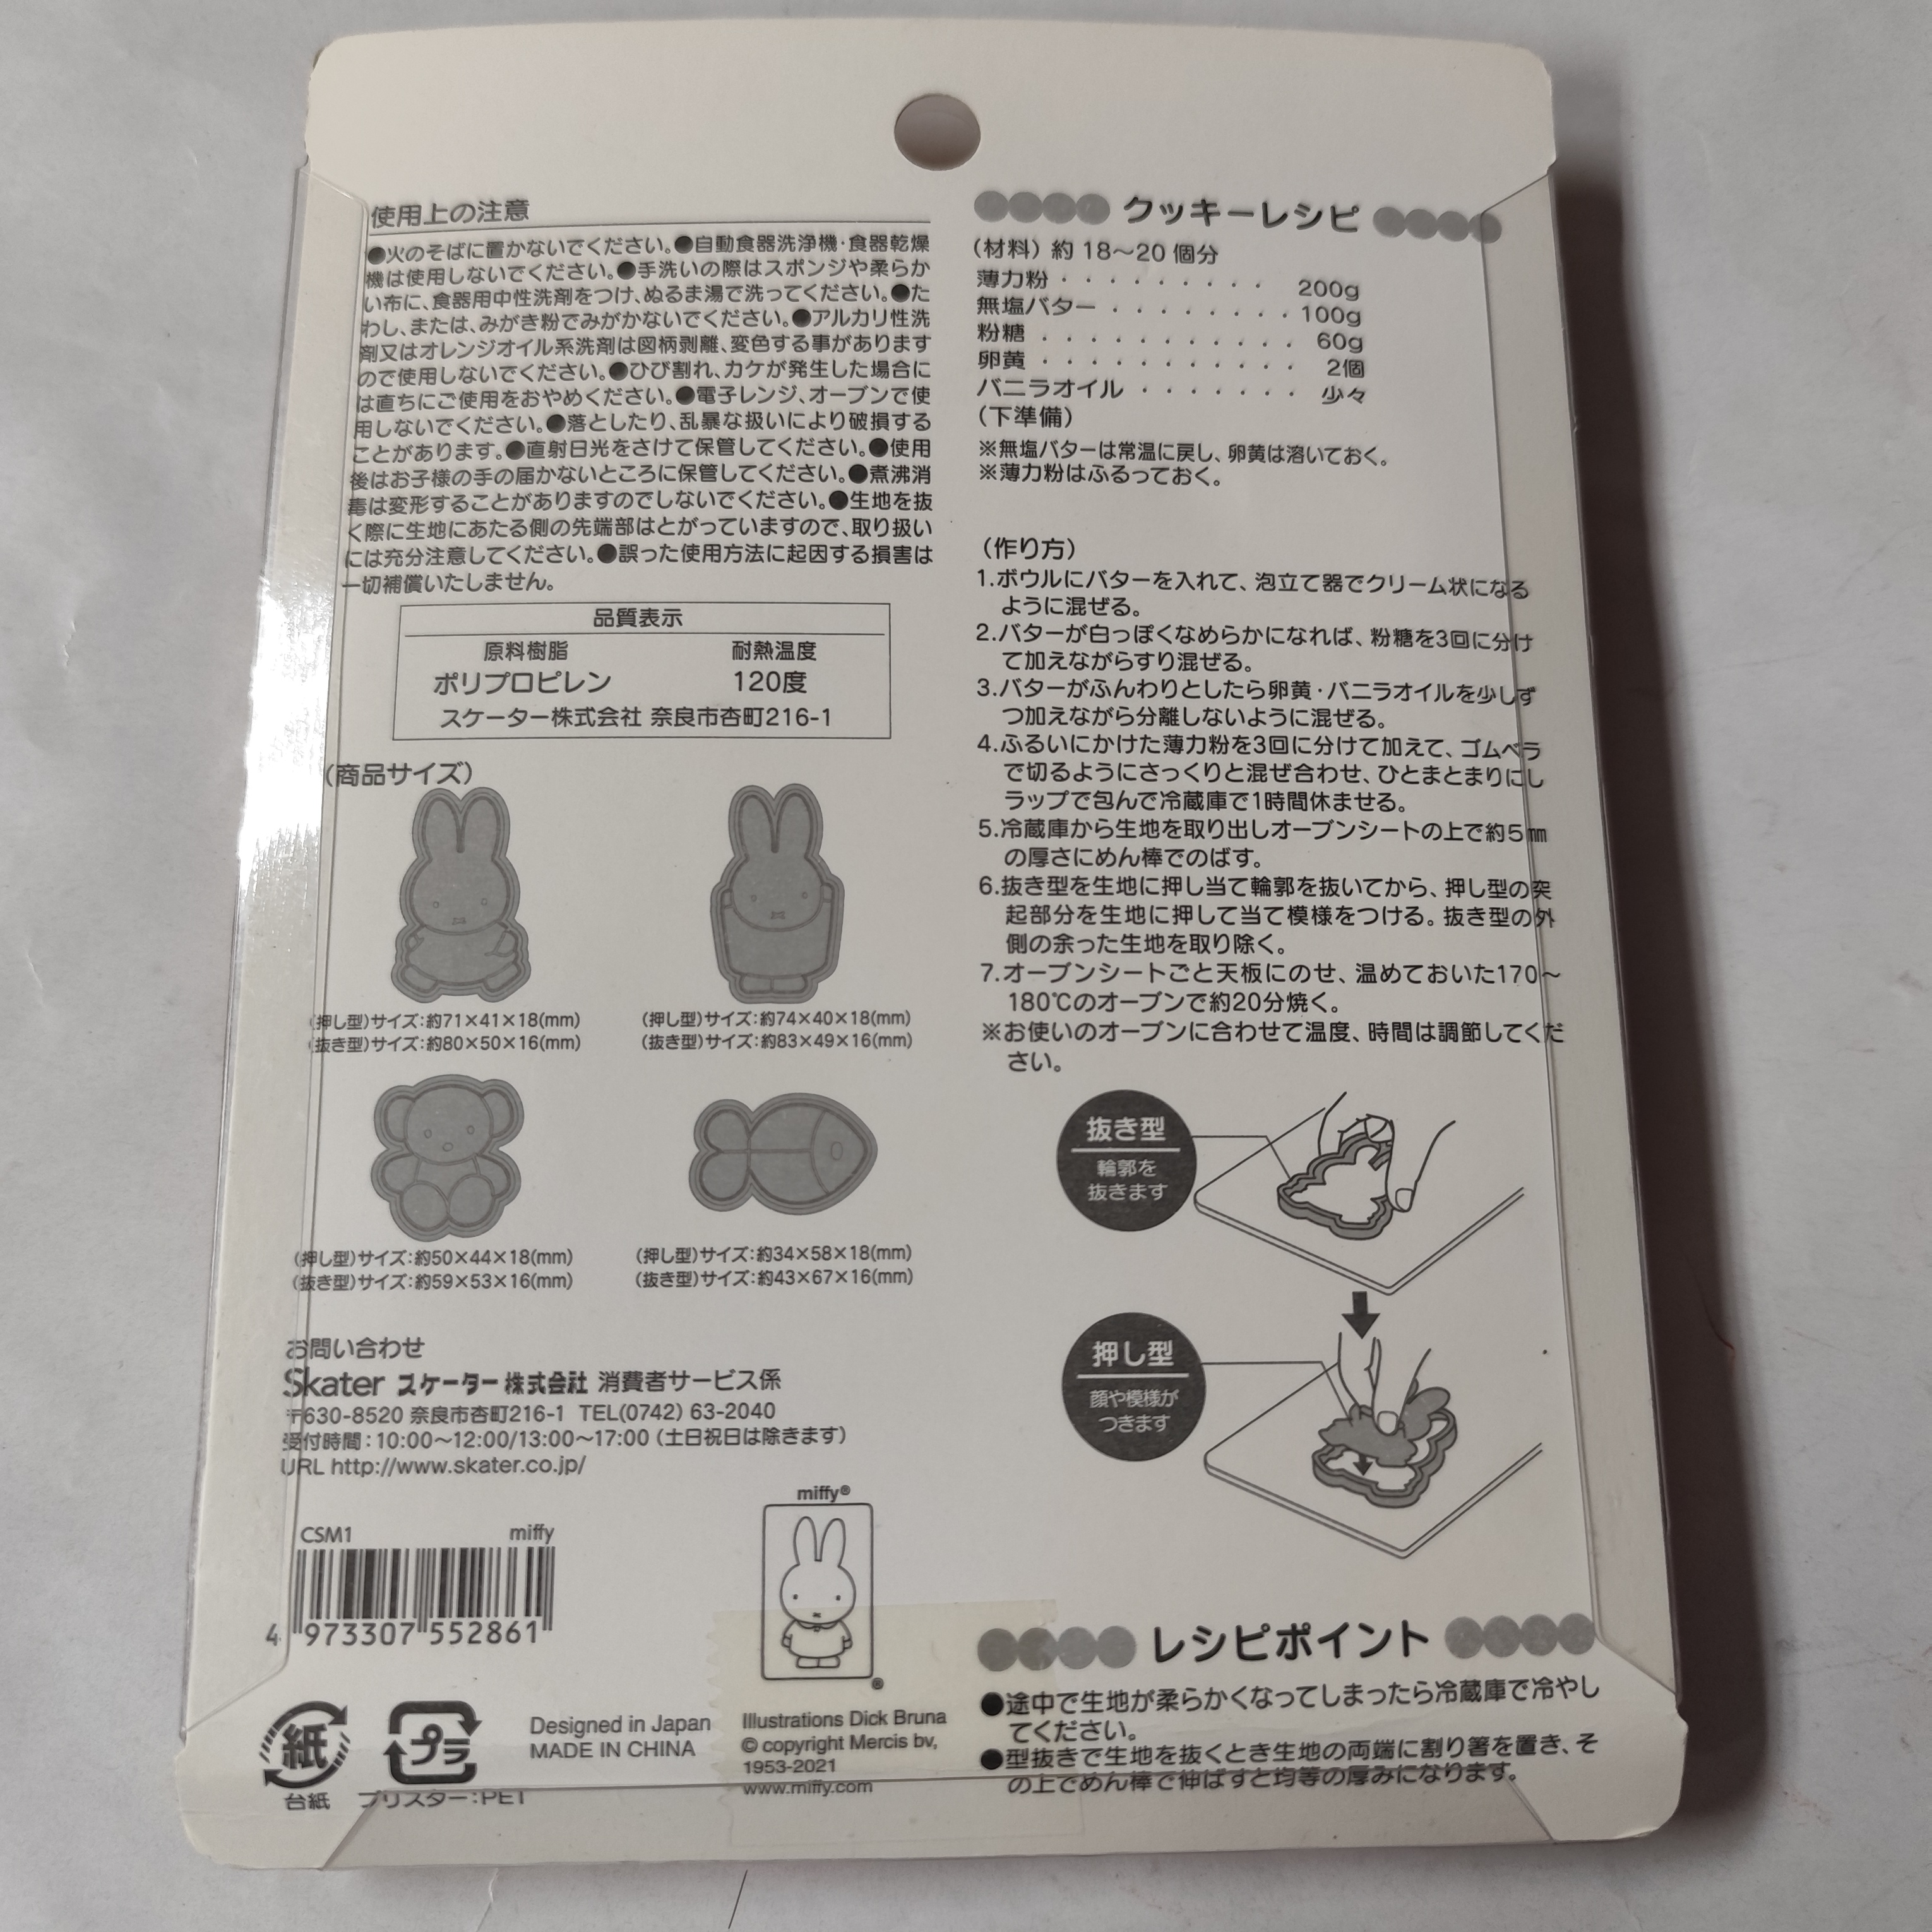 使用上の注意
●火のそばに置かないでください。●自動食器洗浄機・食器乾燥
機は使用しないでください。●手洗いの際はスポンジや柔らか
い布に、食器用中性洗剤をつけ、ぬるま湯で洗ってください。●た
わし、または、みがき粉でみがかないでください。●アルカリ性洗
剤又はオレンジオイル系洗剤は図柄剥離、変色する事があります
ので使用しないでください。●ひび割れ、カケが発生した場合に
は直ちにご使用をおやめください。●電子レンジ、オーブンで使
用しないでください。●落としたり、乱暴な扱いにより破損する
ことがあります。●直射日光をさけて保管してください。●使用
後はお子様の手の届かないところに保管してください。●煮沸消
毒は変形することがありますのでしないでください。●生地を抜
く際に生地にあたる側の先端部はとがっていますので、取り扱い
には充分注意してください。●誤った使用方法に起因する損害は
一切補償いたしません。
品質表示
原料樹脂 耐熱温度
ポリプロピレン 120度
スケーター株式会社 奈良市杏町216-1
(商品サイズ)
(押し型)サイズ:約71×41×18(mm)
(抜き型)サイズ:約80×50×16(mm)
(押し型)サイズ:約74×40×18(mm)
(抜き型)サイズ:約83×49×16(mm)
(押し型)サイズ:約50×44×18(mm)
(抜き型)サイズ:約59×53×16(mm)
(押し型)サイズ:約34×58×18(mm)
(抜き型)サイズ:約43×67×16(mm)
お問い合わせ
Skater スケーター株式会社 消費者サービス係
〒630-8520 奈良市杏町216-1 TEL(0742) 63-2040
受付時間:10:00〜12:00/13:00〜17:00 (土日祝日は除きます)
URL http://www.skater.co.jp/
CSM1 miffy
4 973307 552861
miffy®
®
紙
台紙
プラ
ブリスター:PET
Designed in Japan
MADE IN CHINA
Illustrations Dick Bruna
© copyright Mercis bv,
1953-2021
www.miffy.com
クッキーレシピ
(材料) 約 18〜20 個分
薄力粉 · · · · · · · · · 200g
無塩バター · · · · · · · · 100g
粉糖 · · · · · · · · · · · 60g
卵黄 · · · · · · · · · · 2個
バニラオイル · · · · · · · 少々
(下準備)
※無塩バターは常温に戻し、卵黄は溶いておく。
※薄力粉はふるっておく。
(作り方)
1.ボウルにバターを入れて、泡立て器でクリーム状になる
ように混ぜる。
2.バターが白っぽくなめらかになれば、粉糖を3回に分け
て加えながらすり混ぜる。
3.バターがふんわりとしたら卵黄・バニラオイルを少しず
つ加えながら分離しないように混ぜる。
4.ふるいにかけた薄力粉を3回に分けて加えて、ゴムベラ
で切るようにさっくりと混ぜ合わせ、ひとまとまりにし
ラップで包んで冷蔵庫で1時間休ませる。
5.冷蔵庫から生地を取り出しオーブンシートの上で約5㎜
の厚さにめん棒でのばす。
6.抜き型を生地に押し当て輪郭を抜いてから、押し型の突
起部分を生地に押して当て模様をつける。抜き型の外
側の余った生地を取り除く。
7.オーブンシートごと天板にのせ、温めておいた170〜
180℃のオーブンで約20分焼く。
※お使いのオーブンに合わせて温度、時間は調節してくだ
さい。
抜き型
輪郭を
抜きます
押し型
顔や模様が
つきます
レシピポイント
●途中で生地が柔らかくなってしまったら冷蔵庫で冷やし
てください。
●型抜きで生地を抜くとき生地の両端に割り箸を置き、そ
の上でめん棒で伸ばすと均等の厚みになります。